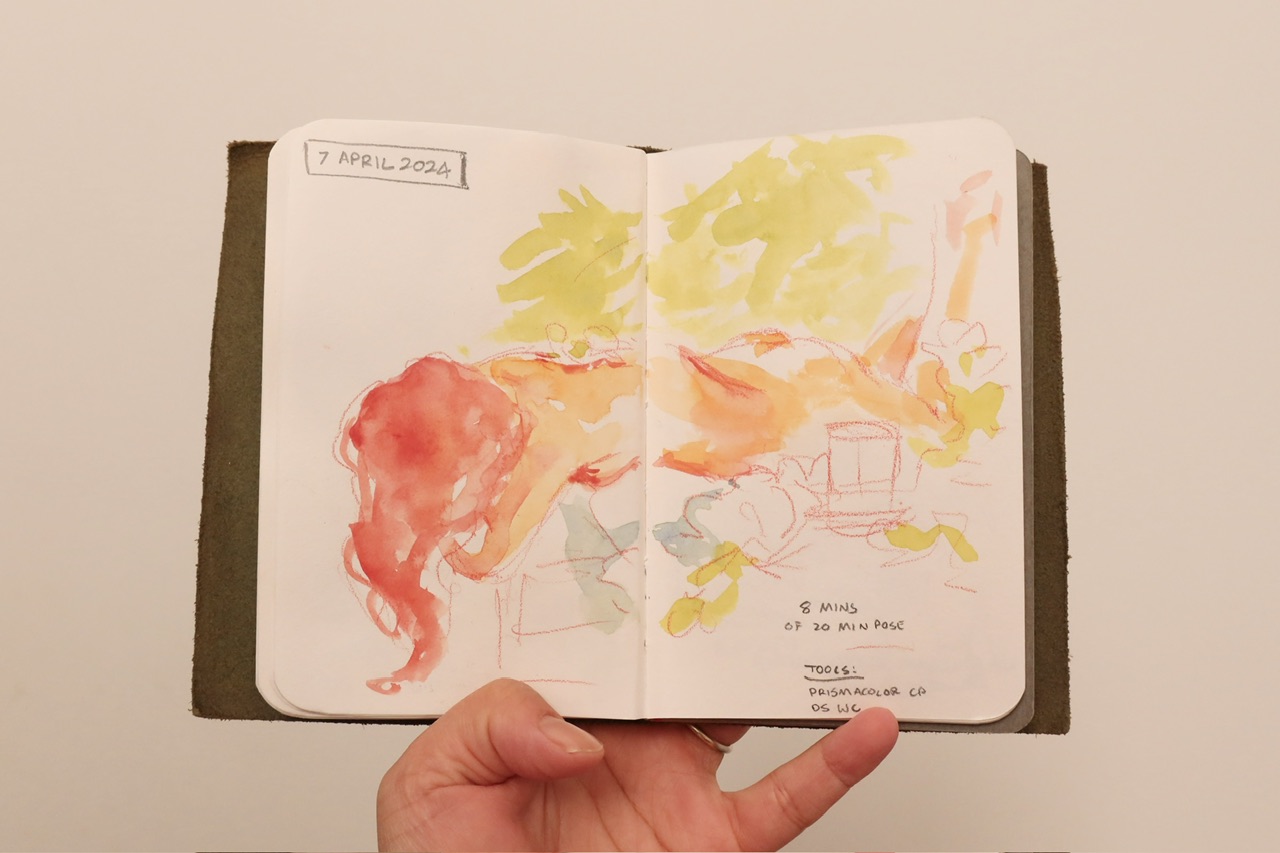 7 APRIL 2024
8 MINS
OF 20 MIN POSE
TOOLS:
PRISMACOLOR CP
DS WC